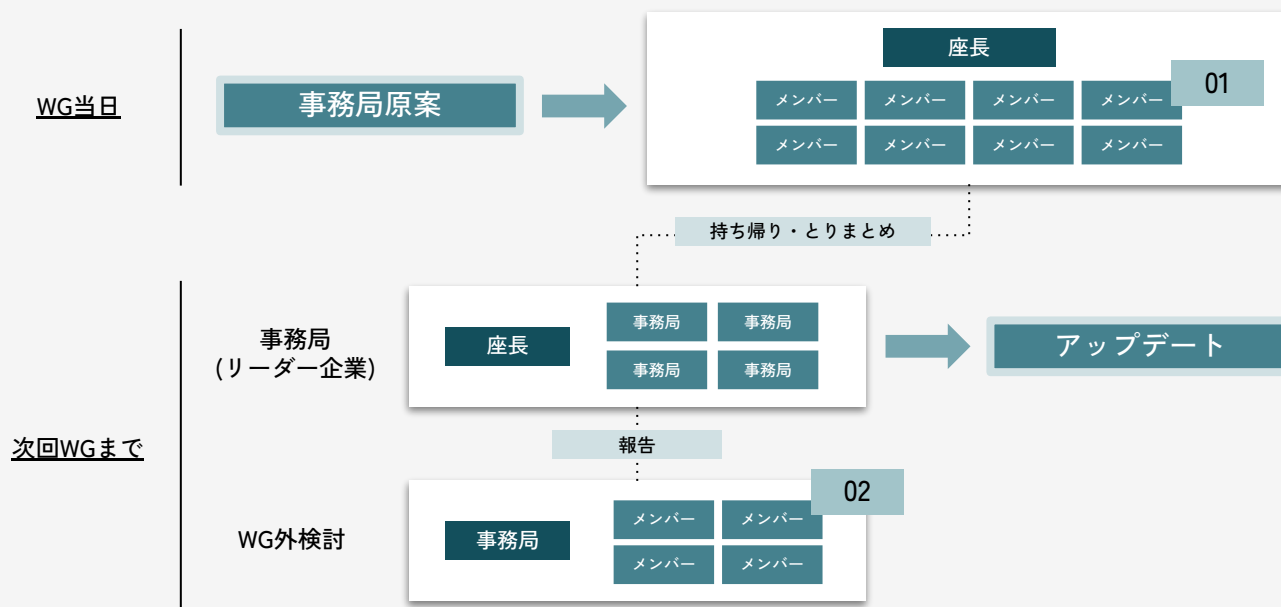 座長
01
WG当日
事務局原案
メンバー
メンバー
メンバー
メンバー
メンバー
メンバー
メンバー
メンバー
持ち帰り・とりまとめ
事務局
(リーダー企業)
座長
事務局
事務局
事務局
事務局
アップデート
次回WGまで
報告
02
WG外検討
事務局
メンバー
メンバー
メンバー
メンバー